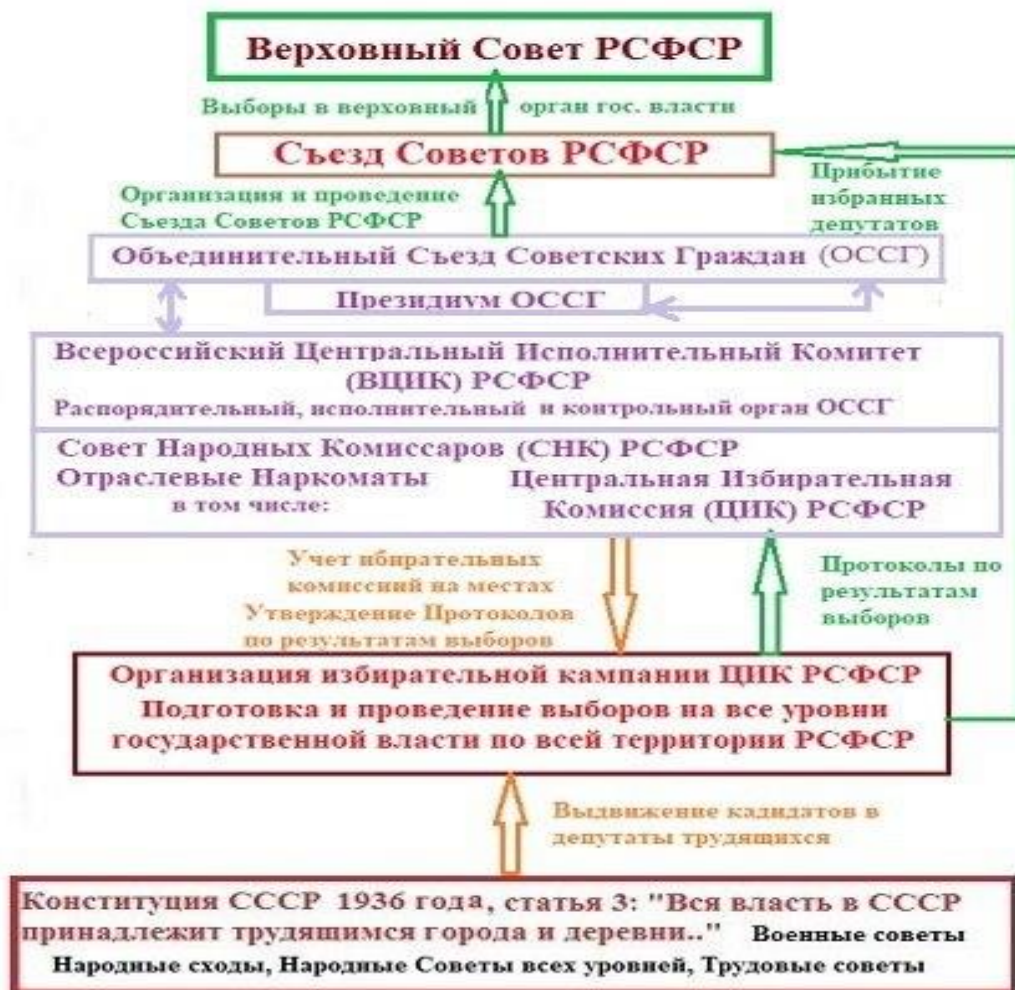 Верховный Совет РСФСР
Выборы в верховный орган гос. власти
Съезд Советов РСФСР
Организация и проведение
Съезда Советов РСФСР
Прибытие
избранных
депутатов
Объединительный Съезд Советских Граждан (ОССГ)
Президиум ОССГ
Всероссийский Центральный Исполнительный Комитет
(ВЦИК) РСФСР
Распорядительный, исполнительный и контрольный орган ОССГ
Совет Народных Комиссаров (СНК) РСФСР
Отраслевые Наркоматы
в том числе:
Центральная Избирательная
Комиссия (ЦИК) РСФСР
Учет ибирательных
комиссиий на местах
Утверждение Протоколов
по результатам выборов
Протоколы по
результатам
выборов
Организация избирательной кампании ЦИК РСФСР
Подготовка и проведение выборов на все уровни
государственной власти по всей территории РСФСР
Выдвижение кадидатов в
депутаты трудящихся
Конституция СССР 1936 года, статья 3: "Вся власть в СССР
принадлежит трудящимся города и деревни.." Военные советы
Народные сходы, Народные Советы всех уровней, Трудовые советы